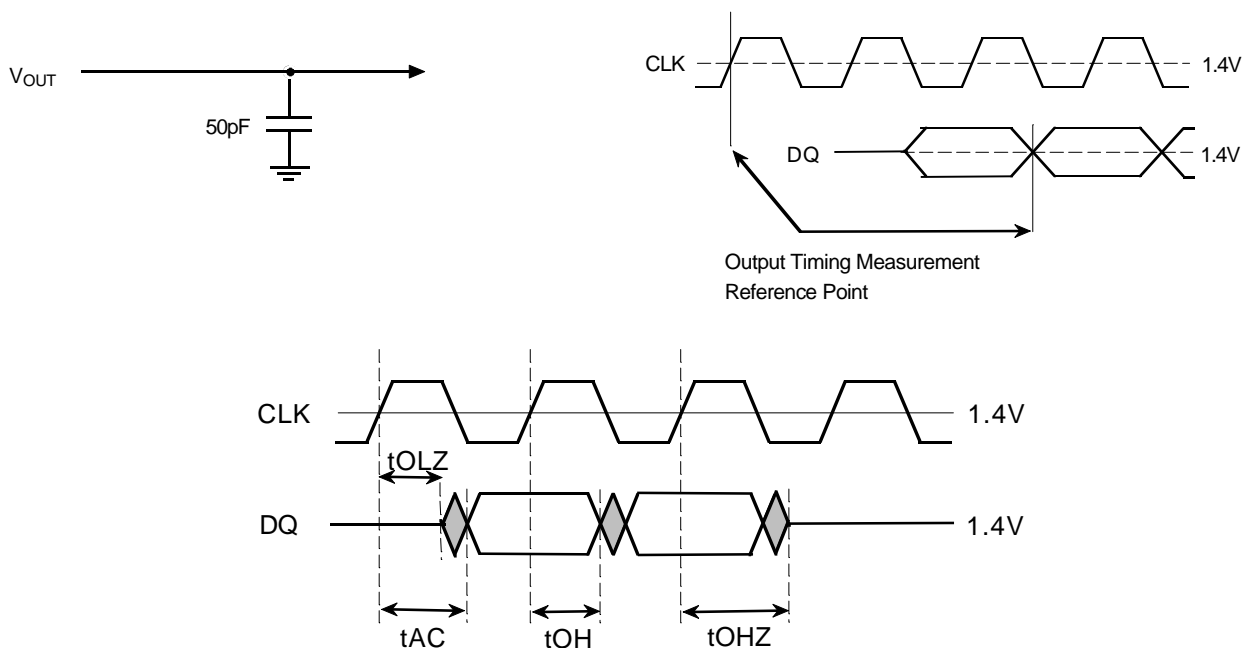 VOUT
50pF
CLK
1.4V
DQ
1.4V
Output Timing Measurement
Reference Point
CLK
1.4V
tOLZ
DQ
1.4V
tAC
tOH
tOHZ